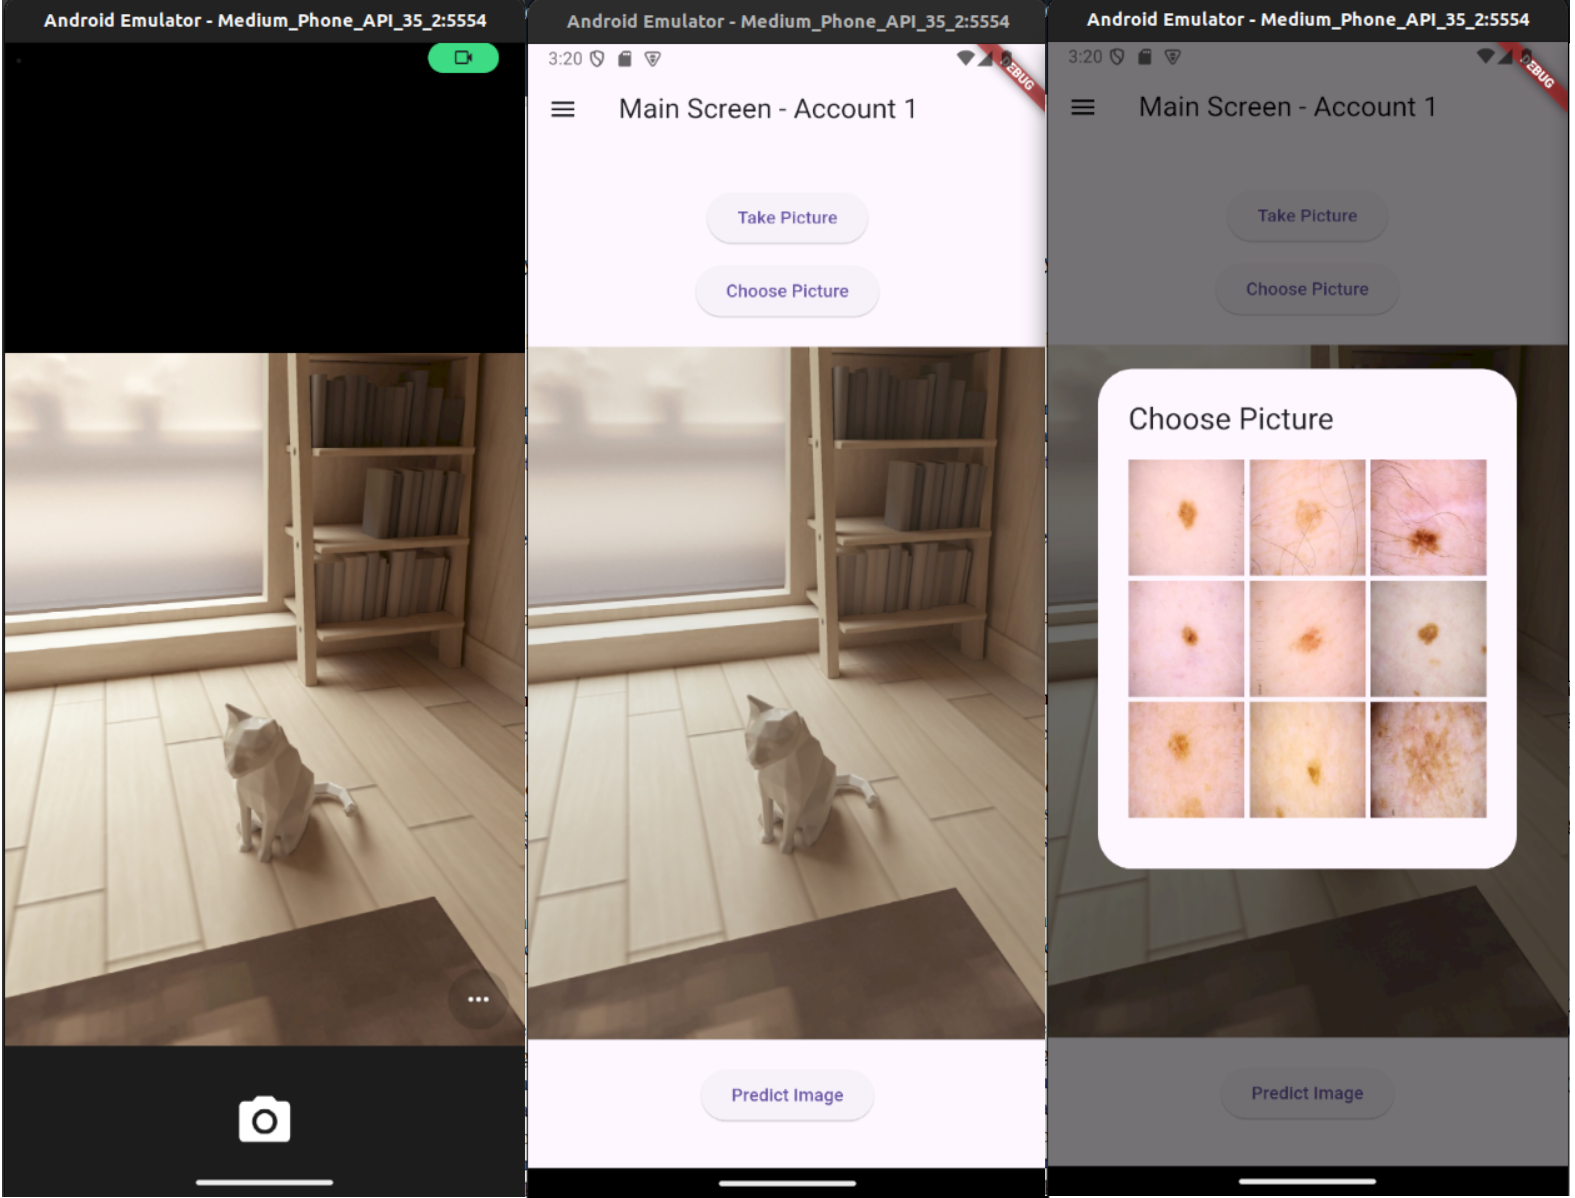 Android Emulator - Medium_Phone_API_35_2:5554
Android Emulator - Medium_Phone_API_35_2:5554
3:20
Main Screen - Account 1
Take Picture
Choose Picture
Predict Image
Android Emulator - Medium_Phone_API_35_2:5554
3:20
Main Screen - Account 1
Take Picture
Choose Picture
Choose Picture
Predict Image